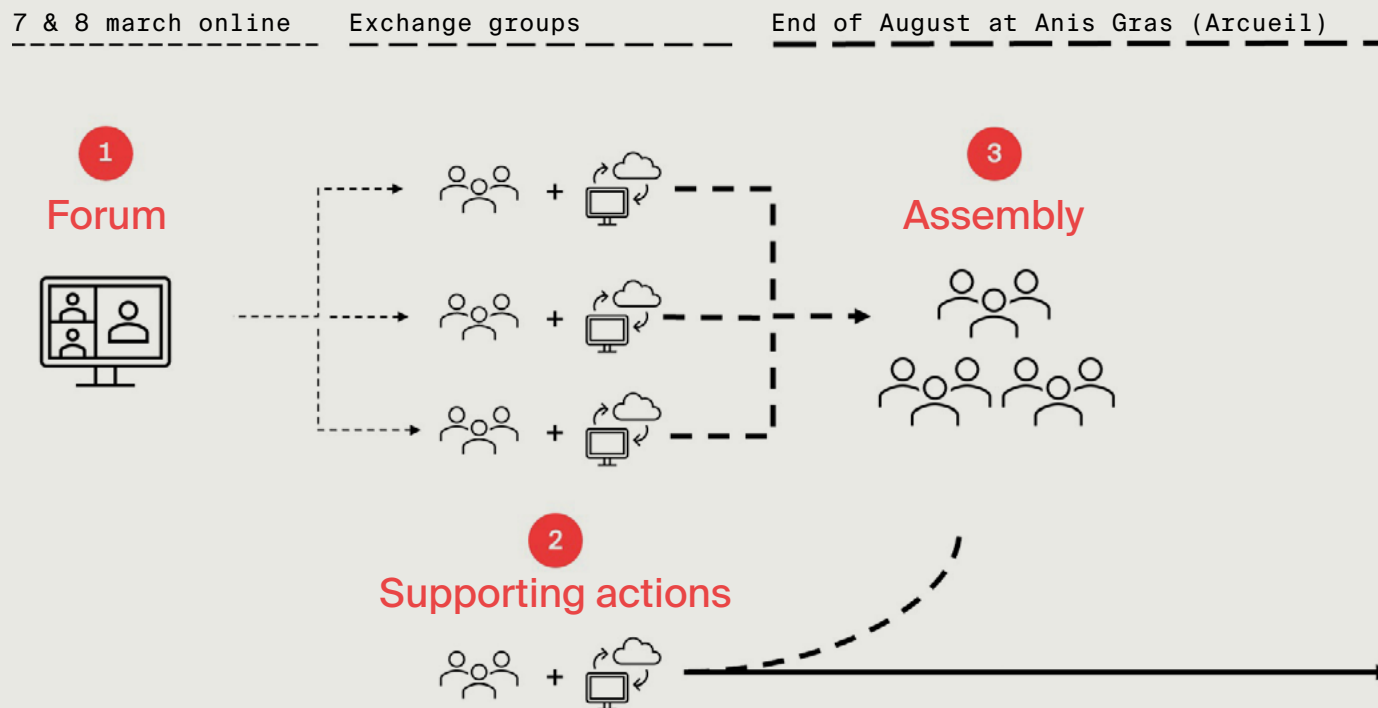 7 & 8 march online
Exchange groups
End of August at Anis Gras (Arcueil)
1
Forum
+
+
+
3
Assembly
2
Supporting actions
+